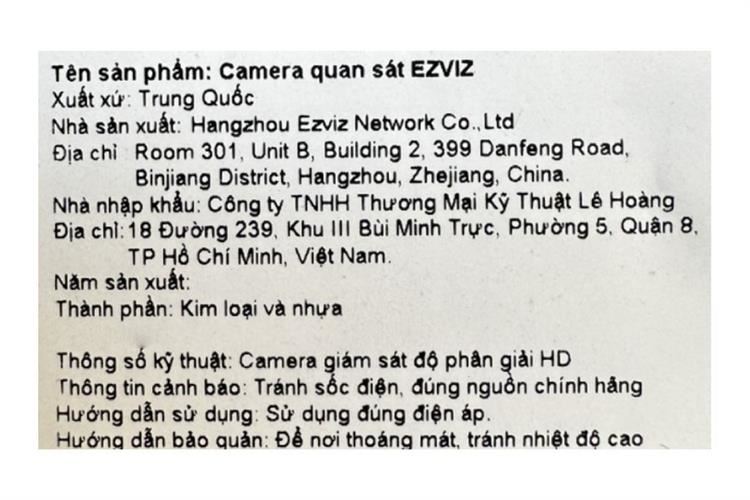 Tên sản phẩm: Camera quan sát EZVIZ
Xuất xứ: Trung Quốc
Nhà sản xuất: Hangzhou Ezviz Network Co.,Ltd
Địa chỉ Room 301, Unit B, Building 2, 399 Danfeng Road,
Binjiang District, Hangzhou, Zhejiang, China.
Nhà nhập khẩu: Công ty TNHH Thương Mại Kỹ Thuật Lê Hoàng
Địa chỉ: 18 Đường 239, Khu III Bùi Minh Trực, Phường 5, Quận 8,
TP Hồ Chí Minh, Việt Nam.
Năm sản xuất:
Thành phần: Kim loại và nhựa
Thông số kỹ thuật: Camera giám sát độ phân giải HD
Thông tin cảnh báo: Tránh sốc điện, đúng nguồn chính hãng
Hướng dẫn sử dụng: Sử dụng đúng điện áp.
Hướng dẫn bảo quản: Để nơi thoáng mát, tránh nhiệt độ cao